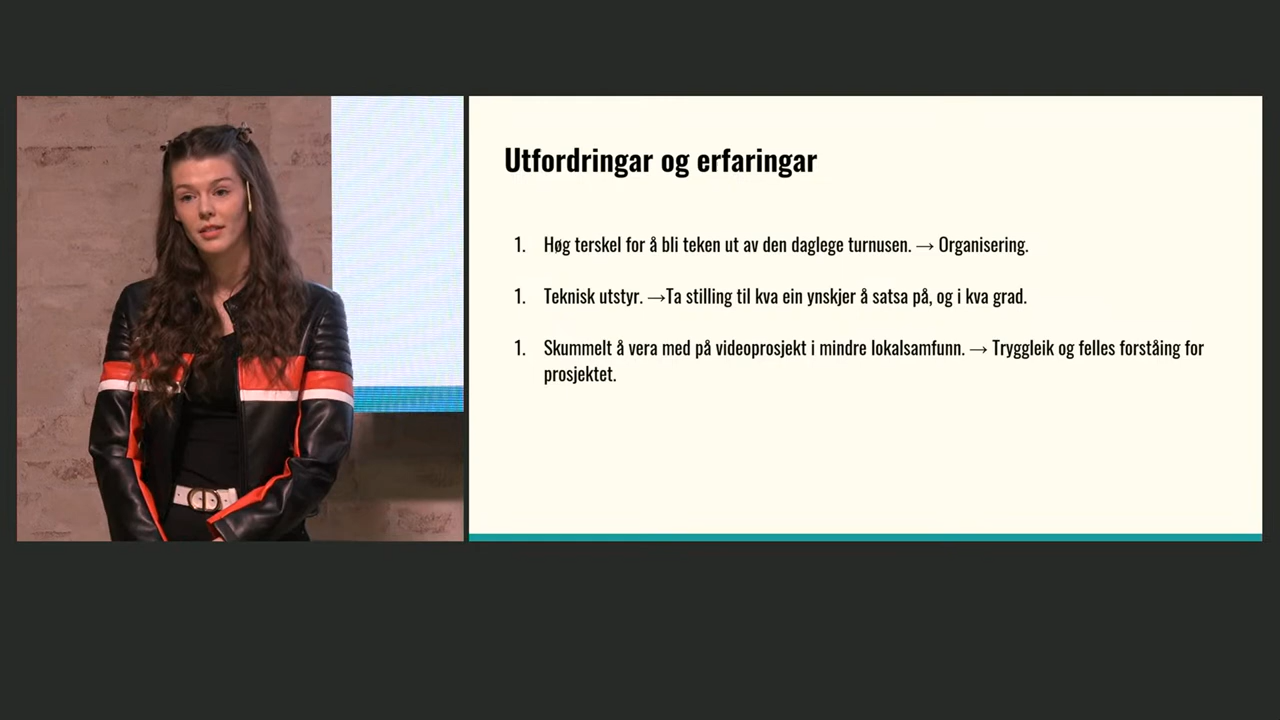 Utfordringar og erfaringar
1. Høg terskel for å bli teken ut av den daglege turnusen. → Organisering.
1. Teknisk utstyr. →Ta stilling til kva ein ynskjer å satsa på, og i kva grad.
1. Skummelt å vera med på videoprosjekt i mindre lokalsamfunn. → Tryggleik og felles forståing for
prosjektet.